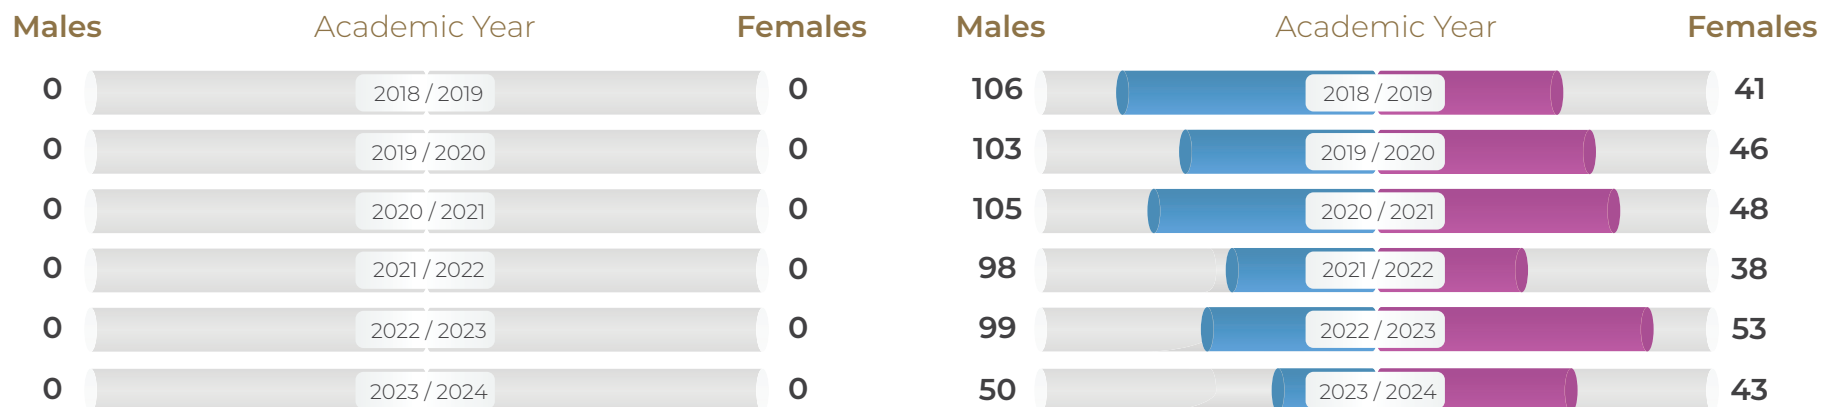 Males Academic Year Females
0 2018 / 2019 0
0 2019 / 2020 0
0 2020 / 2021 0
0 2021 / 2022 0
0 2022 / 2023 0
0 2023 / 2024 0
Males Academic Year Females
106 2018 / 2019 41
103 2019 / 2020 46
105 2020 / 2021 48
98 2021 / 2022 38
99 2022 / 2023 53
50 2023 / 2024 43